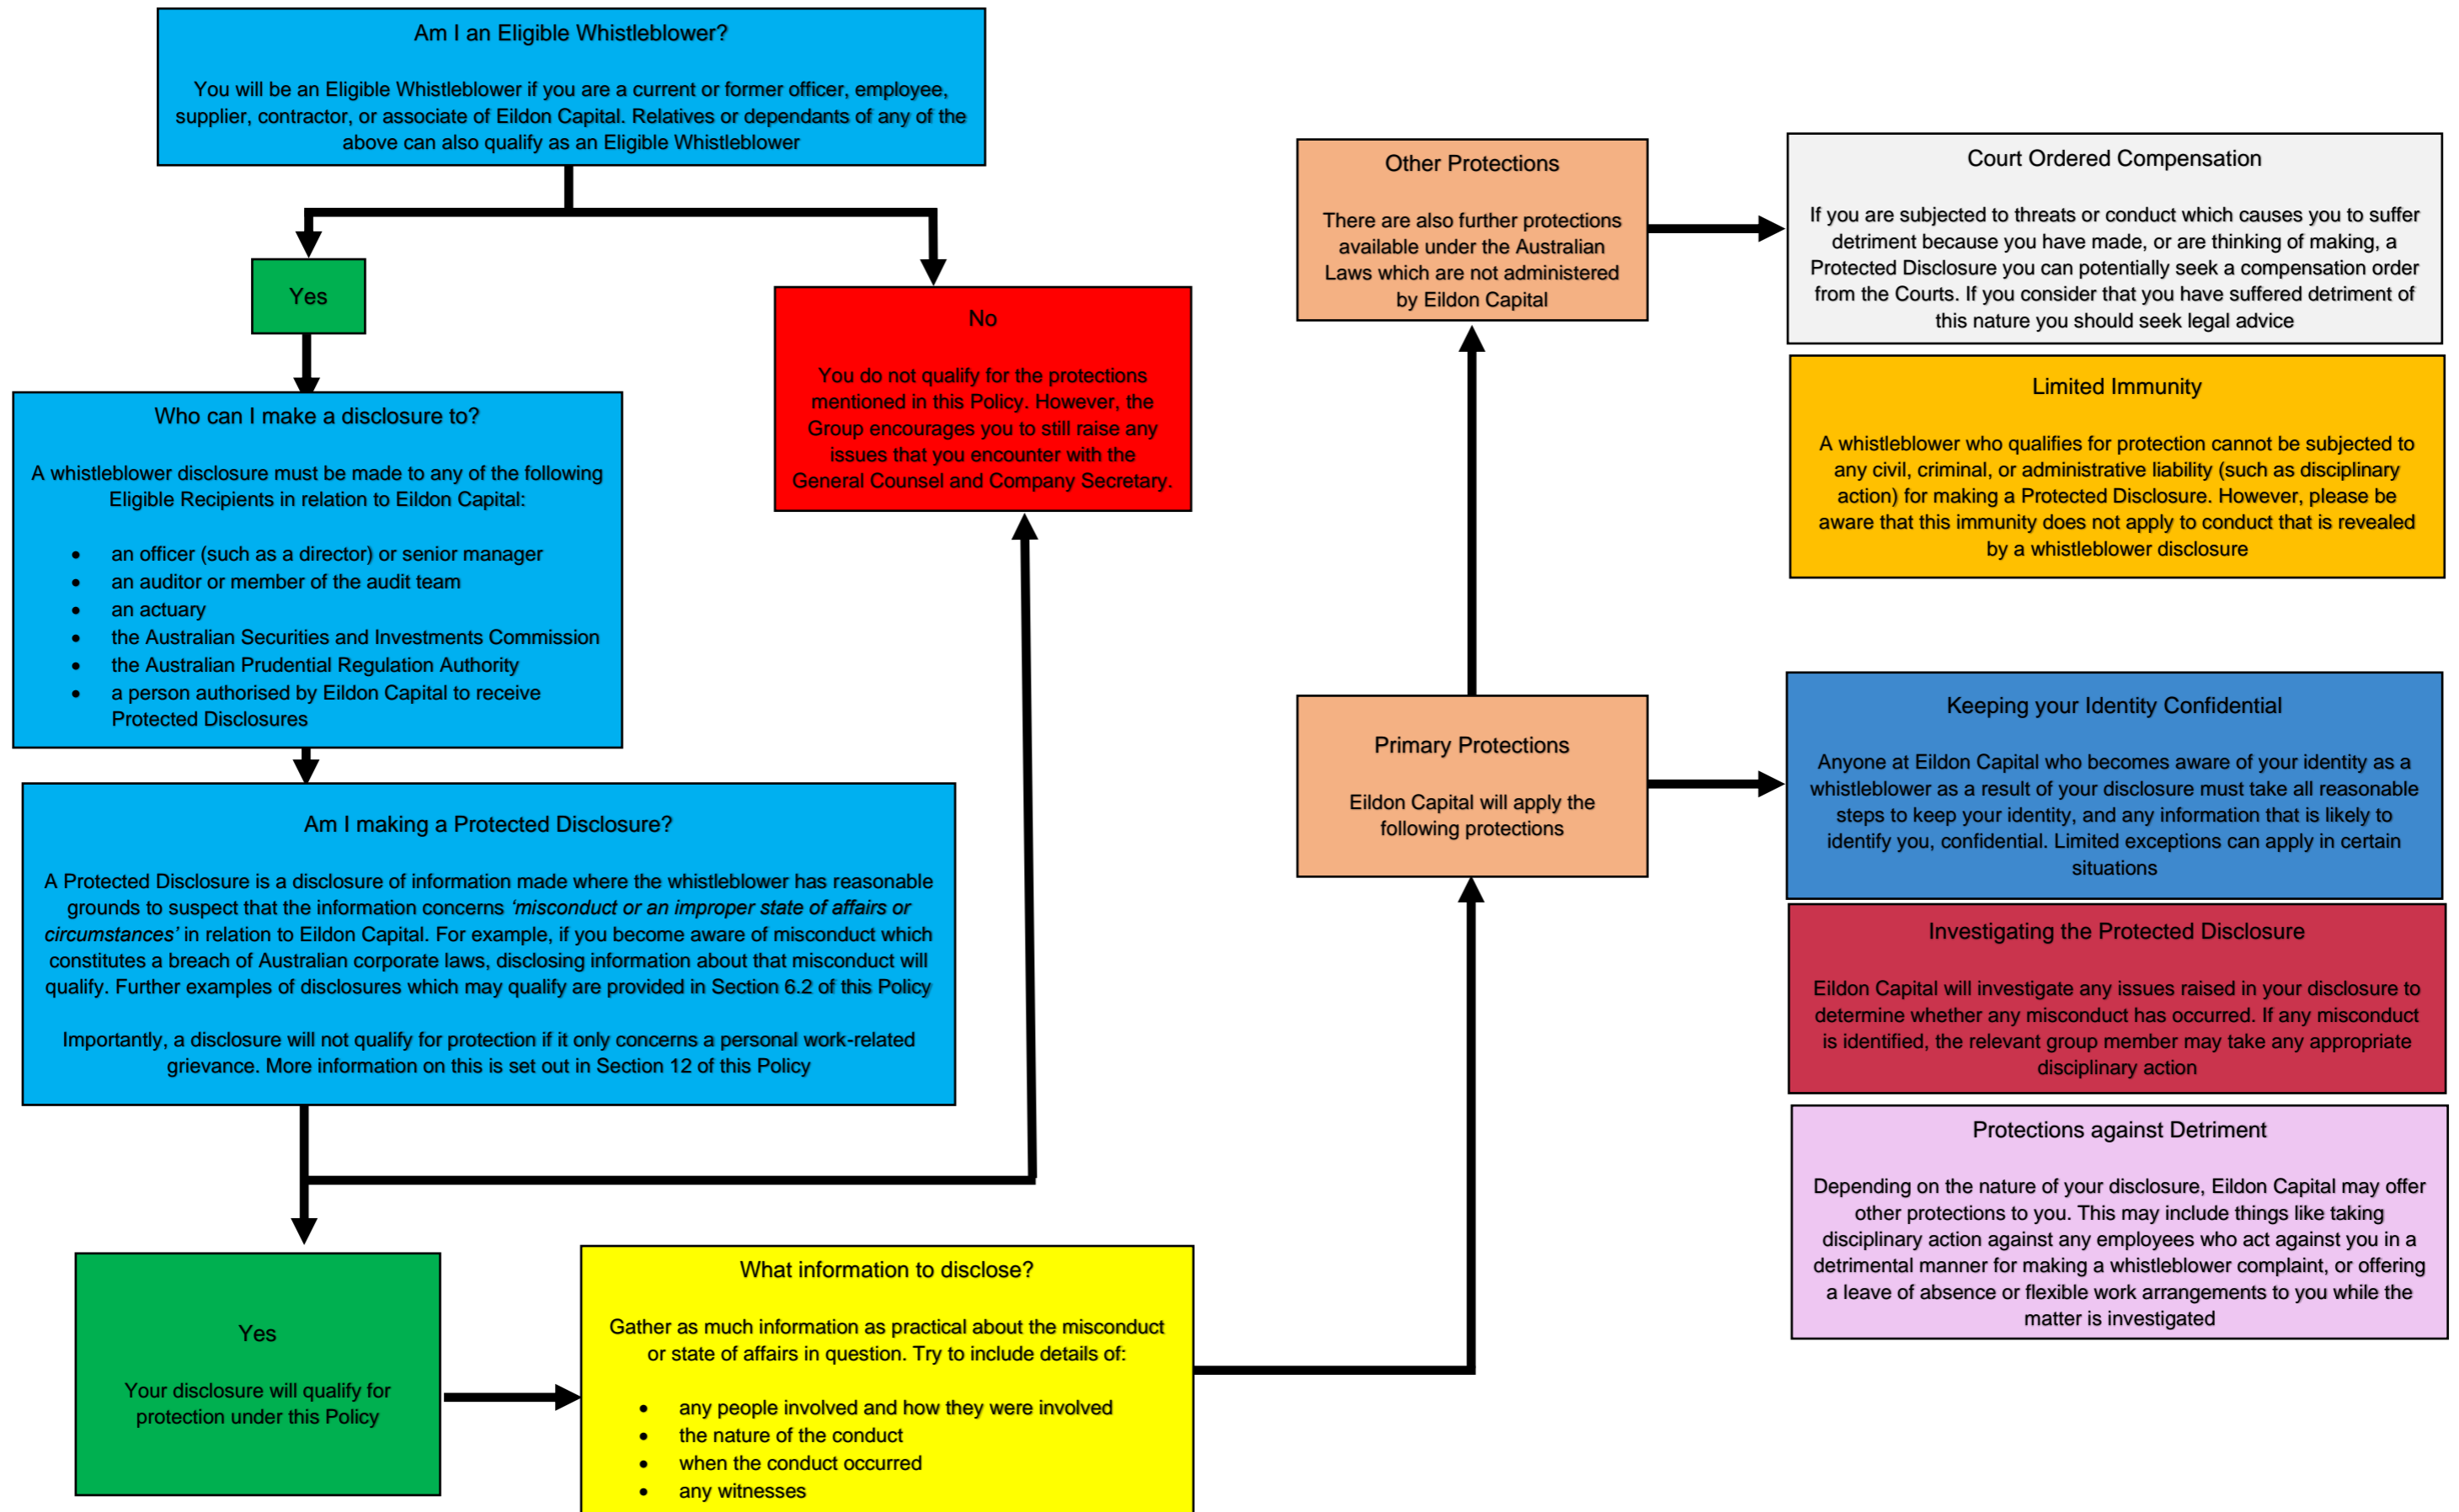 Am I an Eligible Whistleblower?
You will be an Eligible Whistleblower if you are a current or former officer, employee,
supplier, contractor, or associate of Eildon Capital. Relatives or dependants of any of the
above can also qualify as an Eligible Whistleblower
Yes
No
You do not qualify for the protections
mentioned in this Policy. However, the
Group encourages you to still raise any
issues that you encounter with the
General Counsel and Company Secretary.
Who can I make a disclosure to?
A whistleblower disclosure must be made to any of the following
Eligible Recipients in relation to Eildon Capital:
• an officer (such as a director) or senior manager
• an auditor or member of the audit team
• an actuary
• the Australian Securities and Investments Commission
• the Australian Prudential Regulation Authority
• a person authorised by Eildon Capital to receive
Protected Disclosures
Am I making a Protected Disclosure?
A Protected Disclosure is a disclosure of information made where the whistleblower has reasonable
grounds to suspect that the information concerns ‘misconduct or an improper state of affairs or
circumstances’ in relation to Eildon Capital. For example, if you become aware of misconduct which
constitutes a breach of Australian corporate laws, disclosing information about that misconduct will
qualify. Further examples of disclosures which may qualify are provided in Section 6.2 of this Policy
Importantly, a disclosure will not qualify for protection if it only concerns a personal work-related
grievance. More information on this is set out in Section 12 of this Policy
Yes
Your disclosure will qualify for
protection under this Policy
What information to disclose?
Gather as much information as practical about the misconduct
or state of affairs in question. Try to include details of:
• any people involved and how they were involved
• the nature of the conduct
• when the conduct occurred
• any witnesses
Other Protections
There are also further protections
available under the Australian
Laws which are not administered
by Eildon Capital
Court Ordered Compensation
If you are subjected to threats or conduct which causes you to suffer
detriment because you have made, or are thinking of making, a
Protected Disclosure you can potentially seek a compensation order
from the Courts. If you consider that you have suffered detriment of
this nature you should seek legal advice
Limited Immunity
A whistleblower who qualifies for protection cannot be subjected to
any civil, criminal, or administrative liability (such as disciplinary
action) for making a Protected Disclosure. However, please be
aware that this immunity does not apply to conduct that is revealed
by a whistleblower disclosure
Primary Protections
Eildon Capital will apply the
following protections
Keeping your Identity Confidential
Anyone at Eildon Capital who becomes aware of your identity as a
whistleblower as a result of your disclosure must take all reasonable
steps to keep your identity, and any information that is likely to
identify you, confidential. Limited exceptions can apply in certain
situations
Investigating the Protected Disclosure
Eildon Capital will investigate any issues raised in your disclosure to
determine whether any misconduct has occurred. If any misconduct
is identified, the relevant group member may take any appropriate
disciplinary action
Protections against Detriment
Depending on the nature of your disclosure, Eildon Capital may offer
other protections to you. This may include things like taking
disciplinary action against any employees who act against you in a
detrimental manner for making a whistleblower complaint, or offering
a leave of absence or flexible work arrangements to you while the
matter is investigated